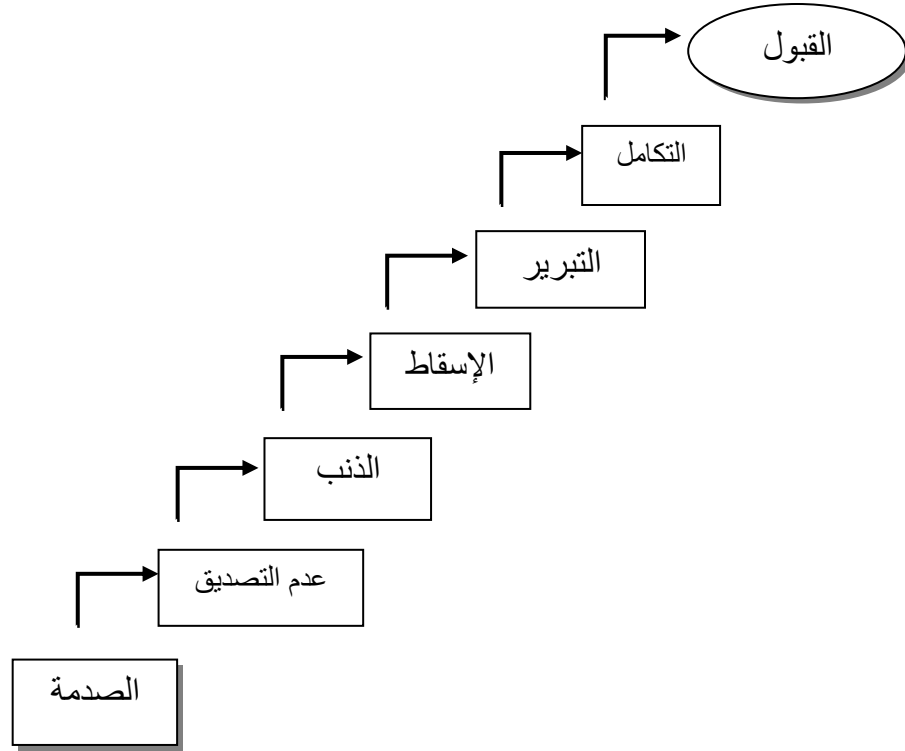 القبول
التكامل
التبرير
الإسقاط
الذنب
عدم التصديق
الصدمة